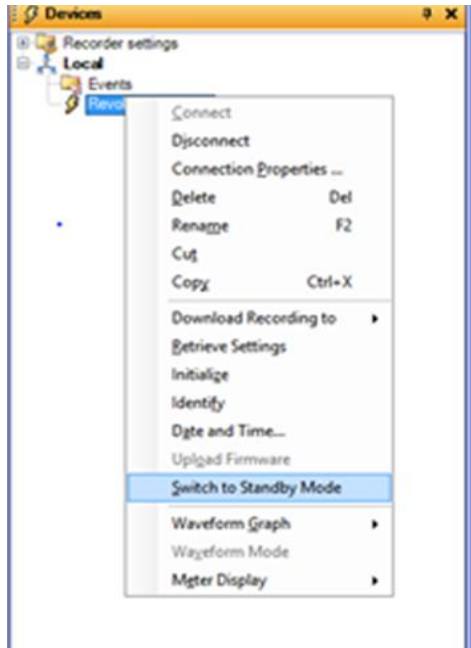 Devices
Recorder settings
Local
Events
Connect
Disconnect
Connection Properties ...
Delete Del
Rename F2
Cut
Copy Ctrl+X
Download Recording to
Retrieve Settings
Initialize
Identify
Date and Time...
Upload Firmware
Switch to Standby Mode
Waveform Graph
Waveform Mode
Meter Display